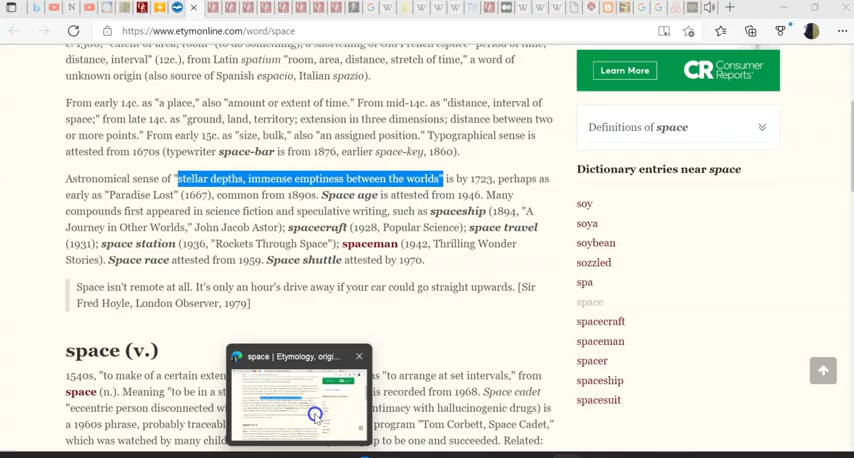 https://www.etymonline.com/word/space
distance, interval" (12c.), from Latin spatium "room, area, distance, stretch of time," a word of
unknown origin (also source of Spanish espacio, Italian spazio).
From early 14c. as "a place," also "amount or extent of time." From mid-14c. as "distance, interval of
space;" from late 14c. as "ground, land, territory; extension in three dimensions; distance between two
or more points." From early 15c. as "size, bulk," also "an assigned position." Typographical sense is
attested from 1670s (typewriter space-bar is from 1876, earlier space-key, 1860).
Astronomical sense of "stellar depths, immense emptiness between the worlds" is by 1723, perhaps as
early as "Paradise Lost" (1667), common from 1890s. Space age is attested from 1946. Many
compounds first appeared in science fiction and speculative writing, such as spaceship (1894, "A
Journey in Other Worlds," John Jacob Astor); spacecraft (1928, Popular Science); space travel
(1931); space station (1936, "Rockets Through Space"); spaceman (1942, Thrilling Wonder
Stories). Space race attested from 1959. Space shuttle attested by 1970.
Space isn't remote at all. It's only an hour's drive away if your car could go straight upwards. [Sir
Fred Hoyle, London Observer, 1979]
space (v.)
1540s, "to make of a certain exten as "to arrange at set intervals," from
space (n.). Meaning "to be in a st is recorded from 1968. Space cadet
"eccentric person disconnected w intimacy with hallucinogenic drugs) is
a 1960s phrase, probably traceabl program "Tom Corbett, Space Cadet,"
which was watched by many child p to be one and succeeded. Related:
space | Etymology, origi...
Learn More
CR Consumer Reports
Definitions of space
Dictionary entries near space
soy
soya
soybean
sozzled
spa
space
spacecraft
spaceman
spacer
spaceship
spacesuit